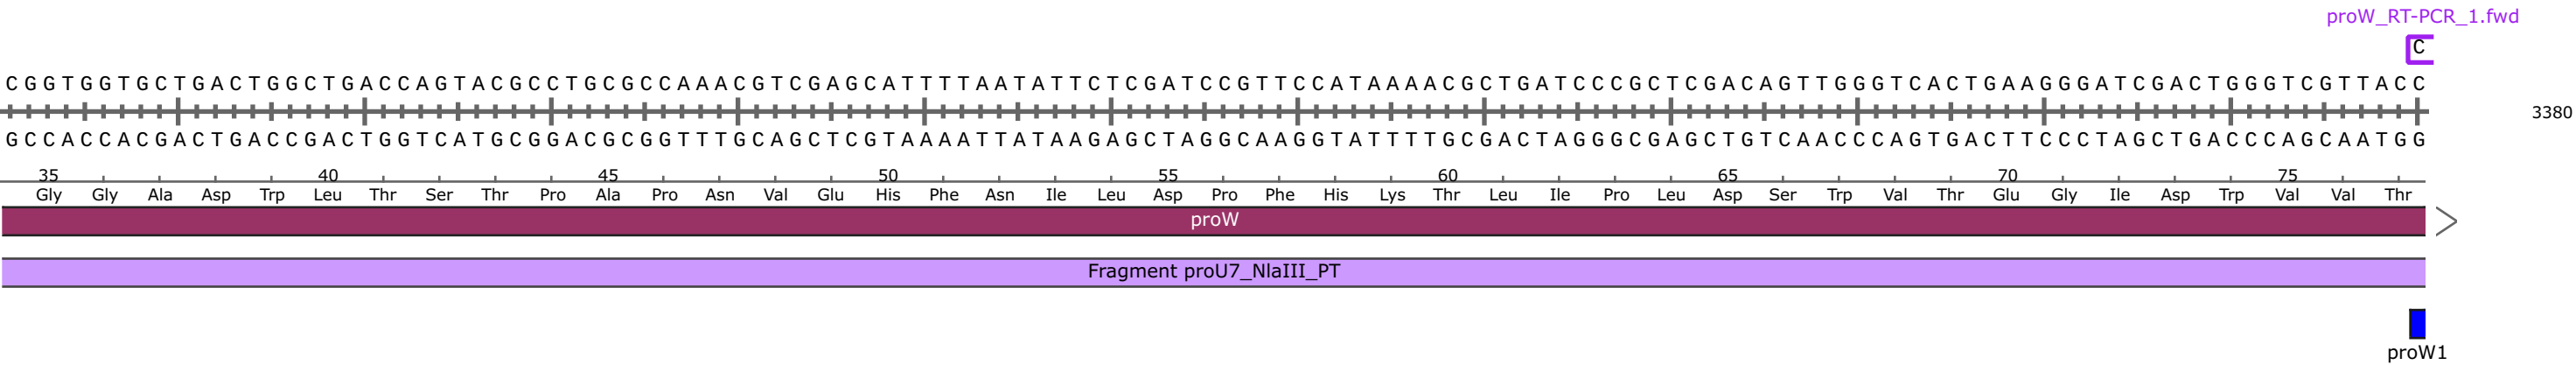 proW_RT-PCR_1.fwd
C
CGGTGGTGCTGACTGGCTGACCAGTACGCCTGCGCCAAACGTCGAGCATTTTAATATTCTCGATCCGTTCCATAAAACGCTGATCCCGCTCGACAGTTGGGTCACTGAAGGGATCGACTGGGTCGTTACC
3380
GCCACCACGACTGACCGACTGGTCATGCGGACGCGGTTTGCAGCTCGTAAAATTATAAGAGCTAGGCAAGGTATTTTGCGACTAGGGCGAGCTGTCAACCCAGTGACTTCCCTAGCTGACCCAGCAATGG
35 40 45 50 55 60 65 70 75
Gly Gly Ala Asp Trp Leu Thr Ser Thr Pro Ala Pro Asn Val Glu His Phe Asn Ile Leu Asp Pro Phe His Lys Thr Leu Ile Pro Leu Asp Ser Trp Val Thr Glu Gly Ile Asp Trp Val Val Thr
proW
Fragment proU7_NlaIII_PT
proW1